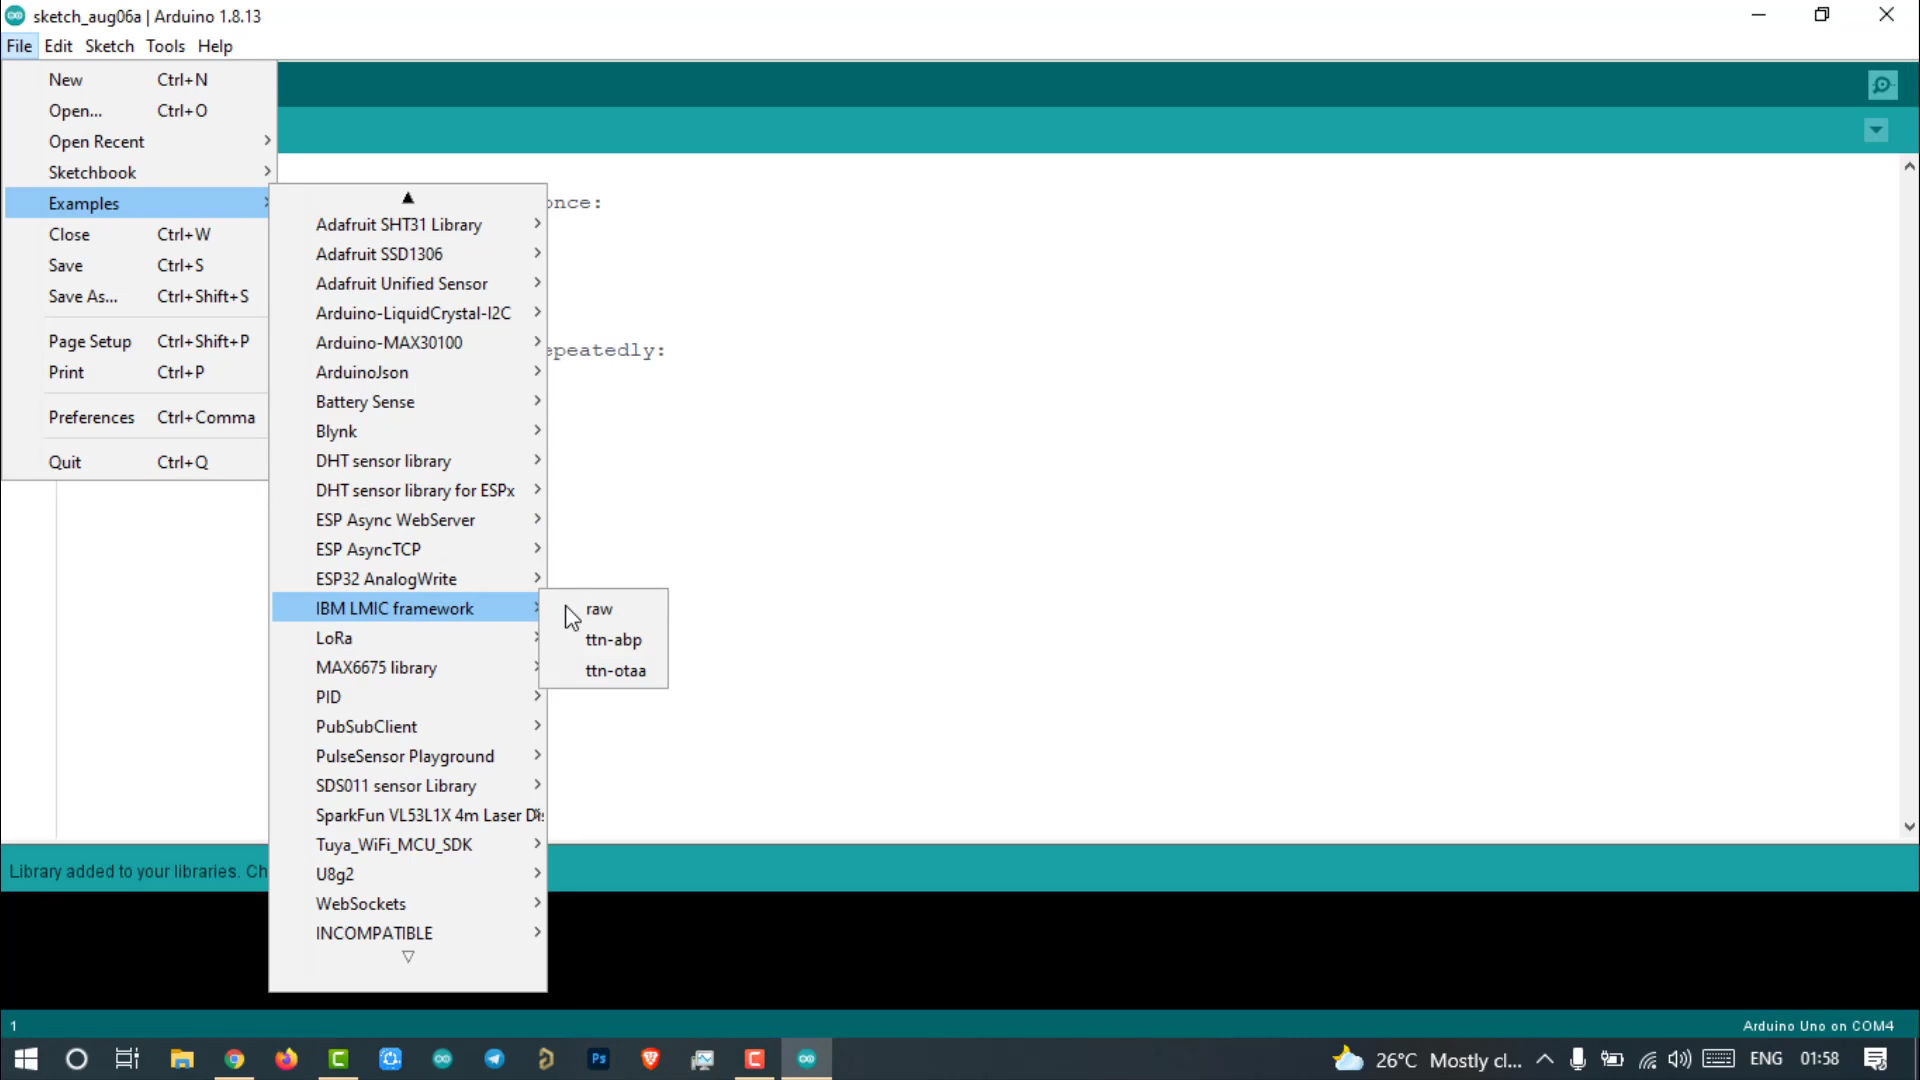 sketch_aug06a | Arduino 1.8.13
File Edit Sketch Tools Help
New Ctrl+N
Open... Ctrl+O
Open Recent
Sketchbook
Examples
Close Ctrl+W
Save Ctrl+S
Save As... Ctrl+Shift+S
Page Setup Ctrl+Shift+P
Print Ctrl+P
Preferences Ctrl+Comma
Quit Ctrl+Q
once:
epeatedly:
Adafruit SHT31 Library
Adafruit SSD1306
Adafruit Unified Sensor
Arduino-LiquidCrystal-I2C
Arduino-MAX30100
ArduinoJson
Battery Sense
Blynk
DHT sensor library
DHT sensor library for ESPx
ESP Async WebServer
ESP AsyncTCP
ESP32 AnalogWrite
IBM LMIC framework
LoRa
MAX6675 library
PID
PubSubClient
PulseSensor Playground
SDS011 sensor Library
SparkFun VL53L1X 4m Laser Dis
Tuya_WiFi_MCU_SDK
U8g2
WebSockets
INCOMPATIBLE
raw
ttn-abp
ttn-otaa
Library added to your libraries. Ch
1
Arduino Uno on COM4
Ps
26°C Mostly cl... ENG 01:58